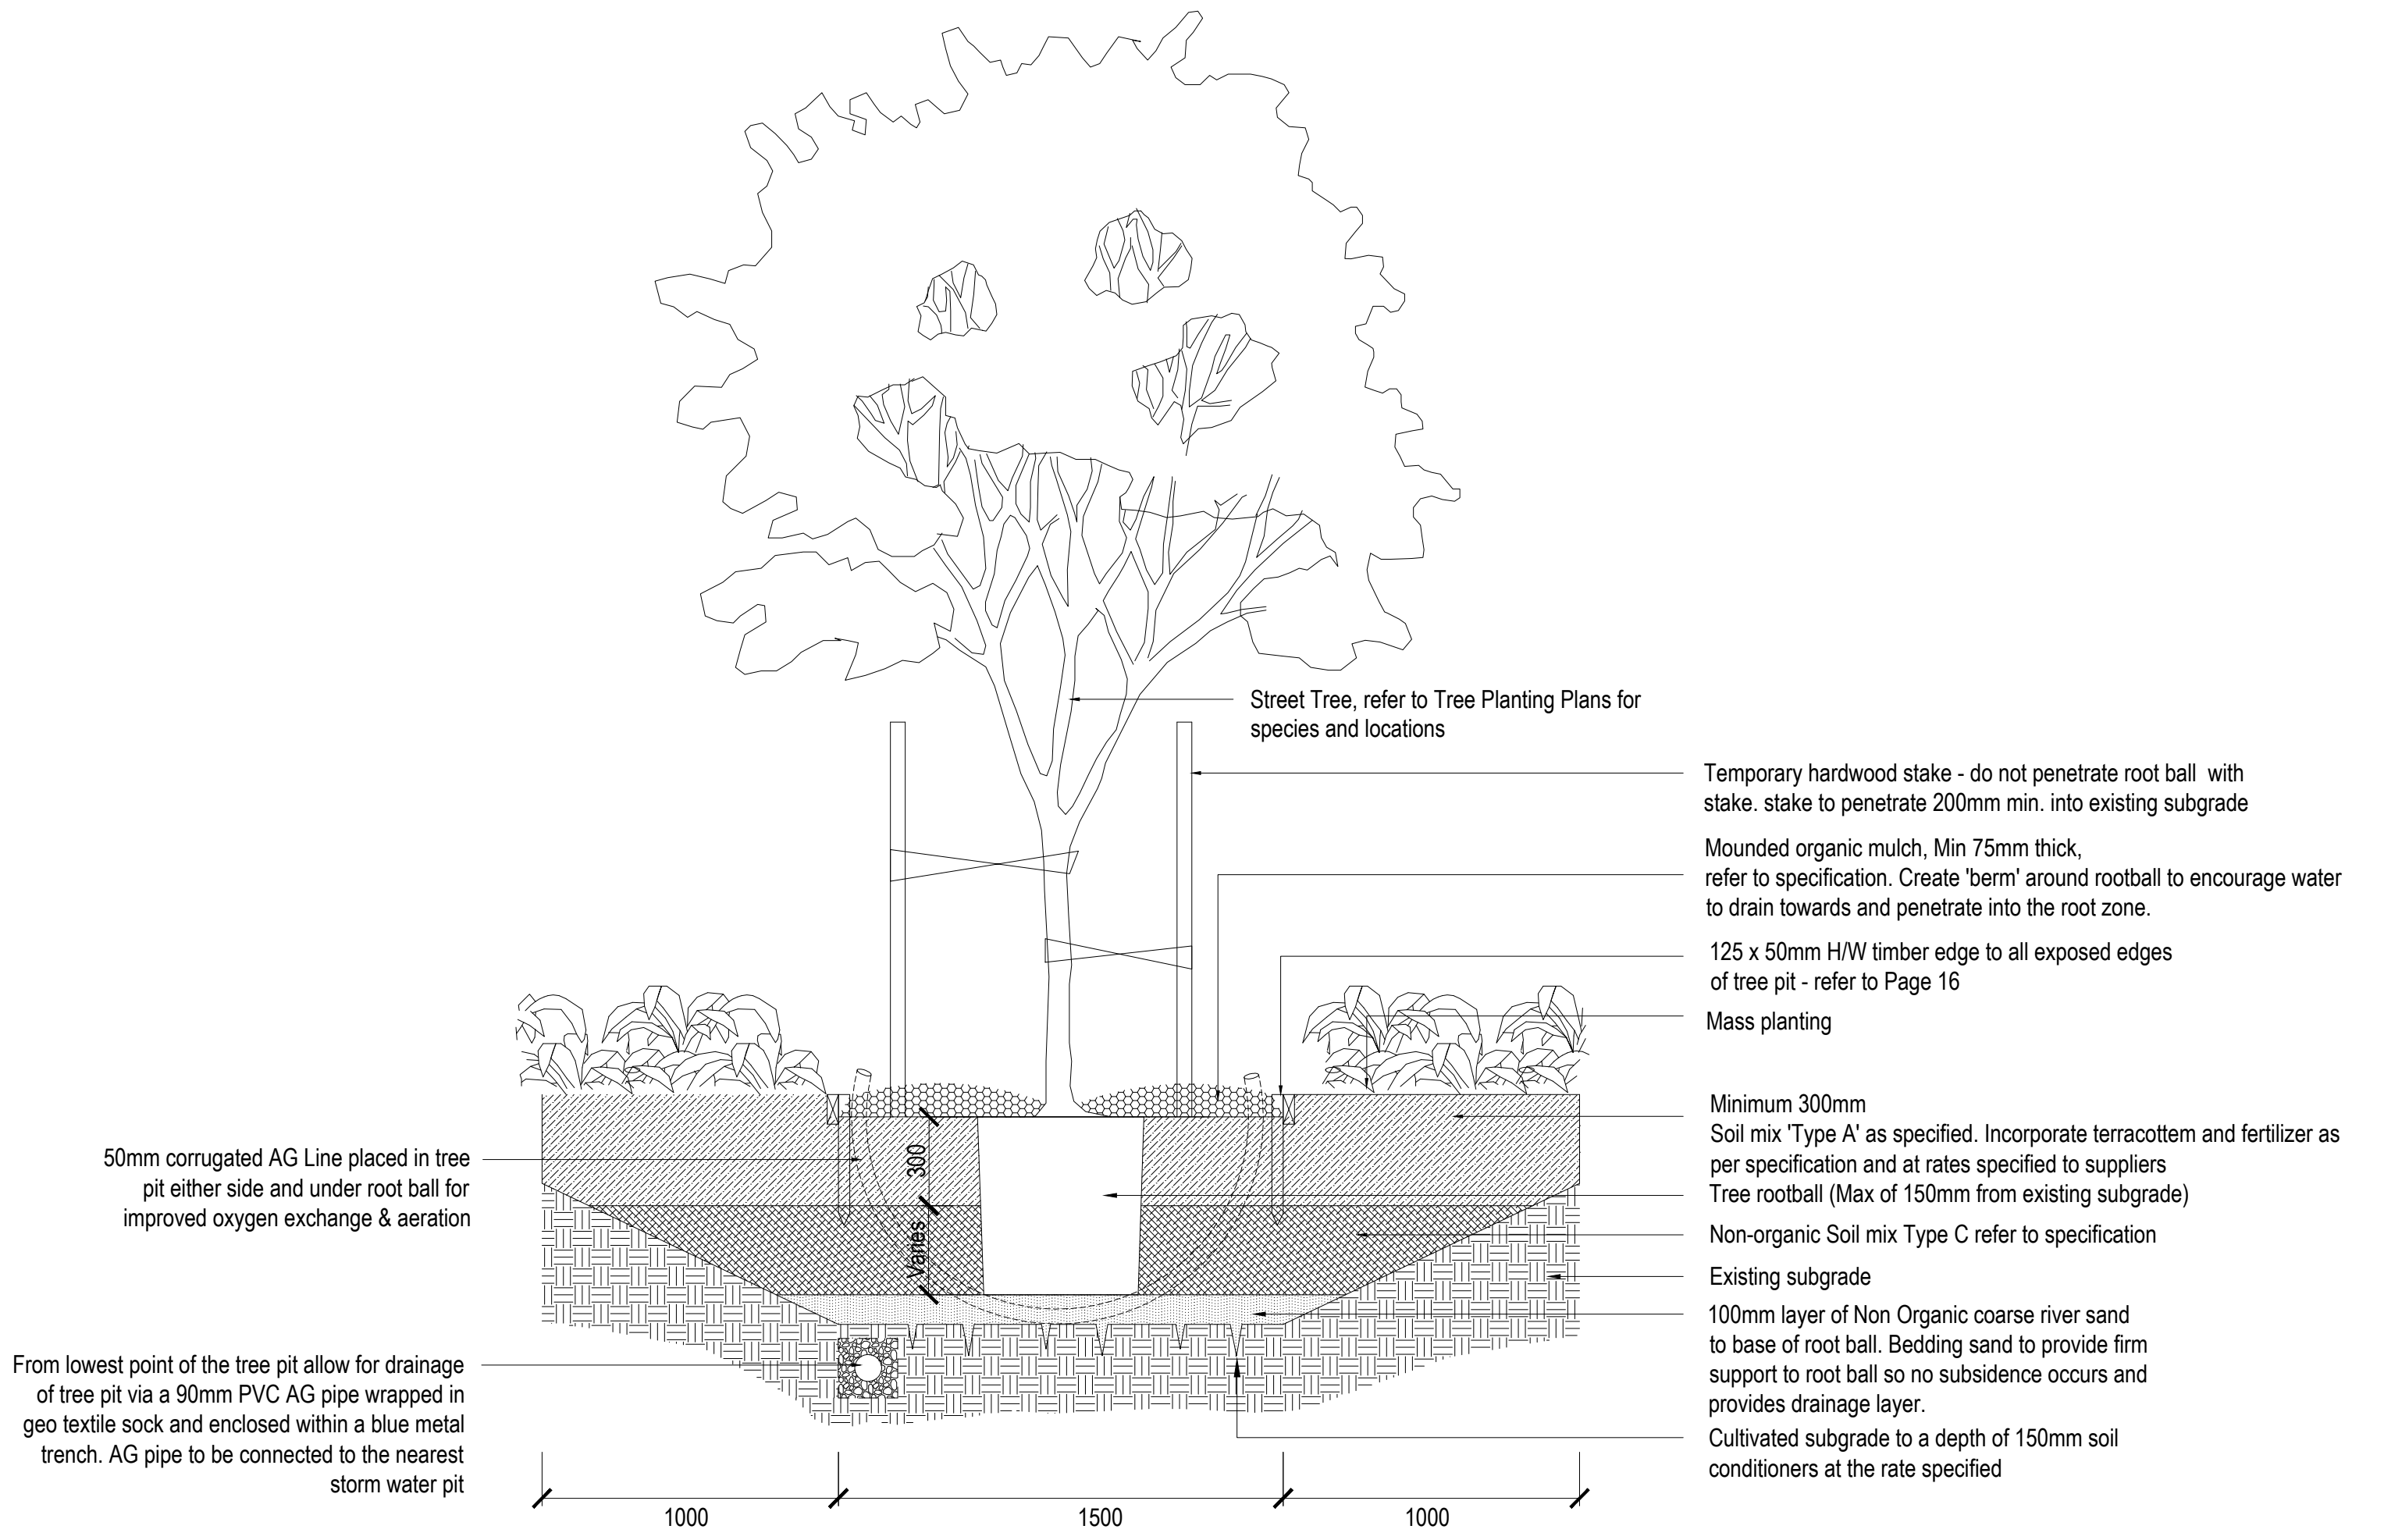 Street Tree, refer to Tree Planting Plans for
species and locations
Temporary hardwood stake - do not penetrate root ball with
stake. stake to penetrate 200mm min. into existing subgrade
Mounded organic mulch, Min 75mm thick,
refer to specification. Create 'berm' around rootball to encourage water
to drain towards and penetrate into the root zone.
125 x 50mm H/W timber edge to all exposed edges
of tree pit - refer to Page 16
Mass planting
Minimum 300mm
Soil mix 'Type A' as specified. Incorporate terracottem and fertilizer as
per specification and at rates specified to suppliers
Tree rootball (Max of 150mm from existing subgrade)
Non-organic Soil mix Type C refer to specification
Existing subgrade
100mm layer of Non Organic coarse river sand
to base of root ball. Bedding sand to provide firm
support to root ball so no subsidence occurs and
provides drainage layer.
Cultivated subgrade to a depth of 150mm soil
conditioners at the rate specified
50mm corrugated AG Line placed in tree
pit either side and under root ball for
improved oxygen exchange & aeration
300
Varies
From lowest point of the tree pit allow for drainage
of tree pit via a 90mm PVC AG pipe wrapped in
geo textile sock and enclosed within a blue metal
trench. AG pipe to be connected to the nearest
storm water pit
1000
1500
1000